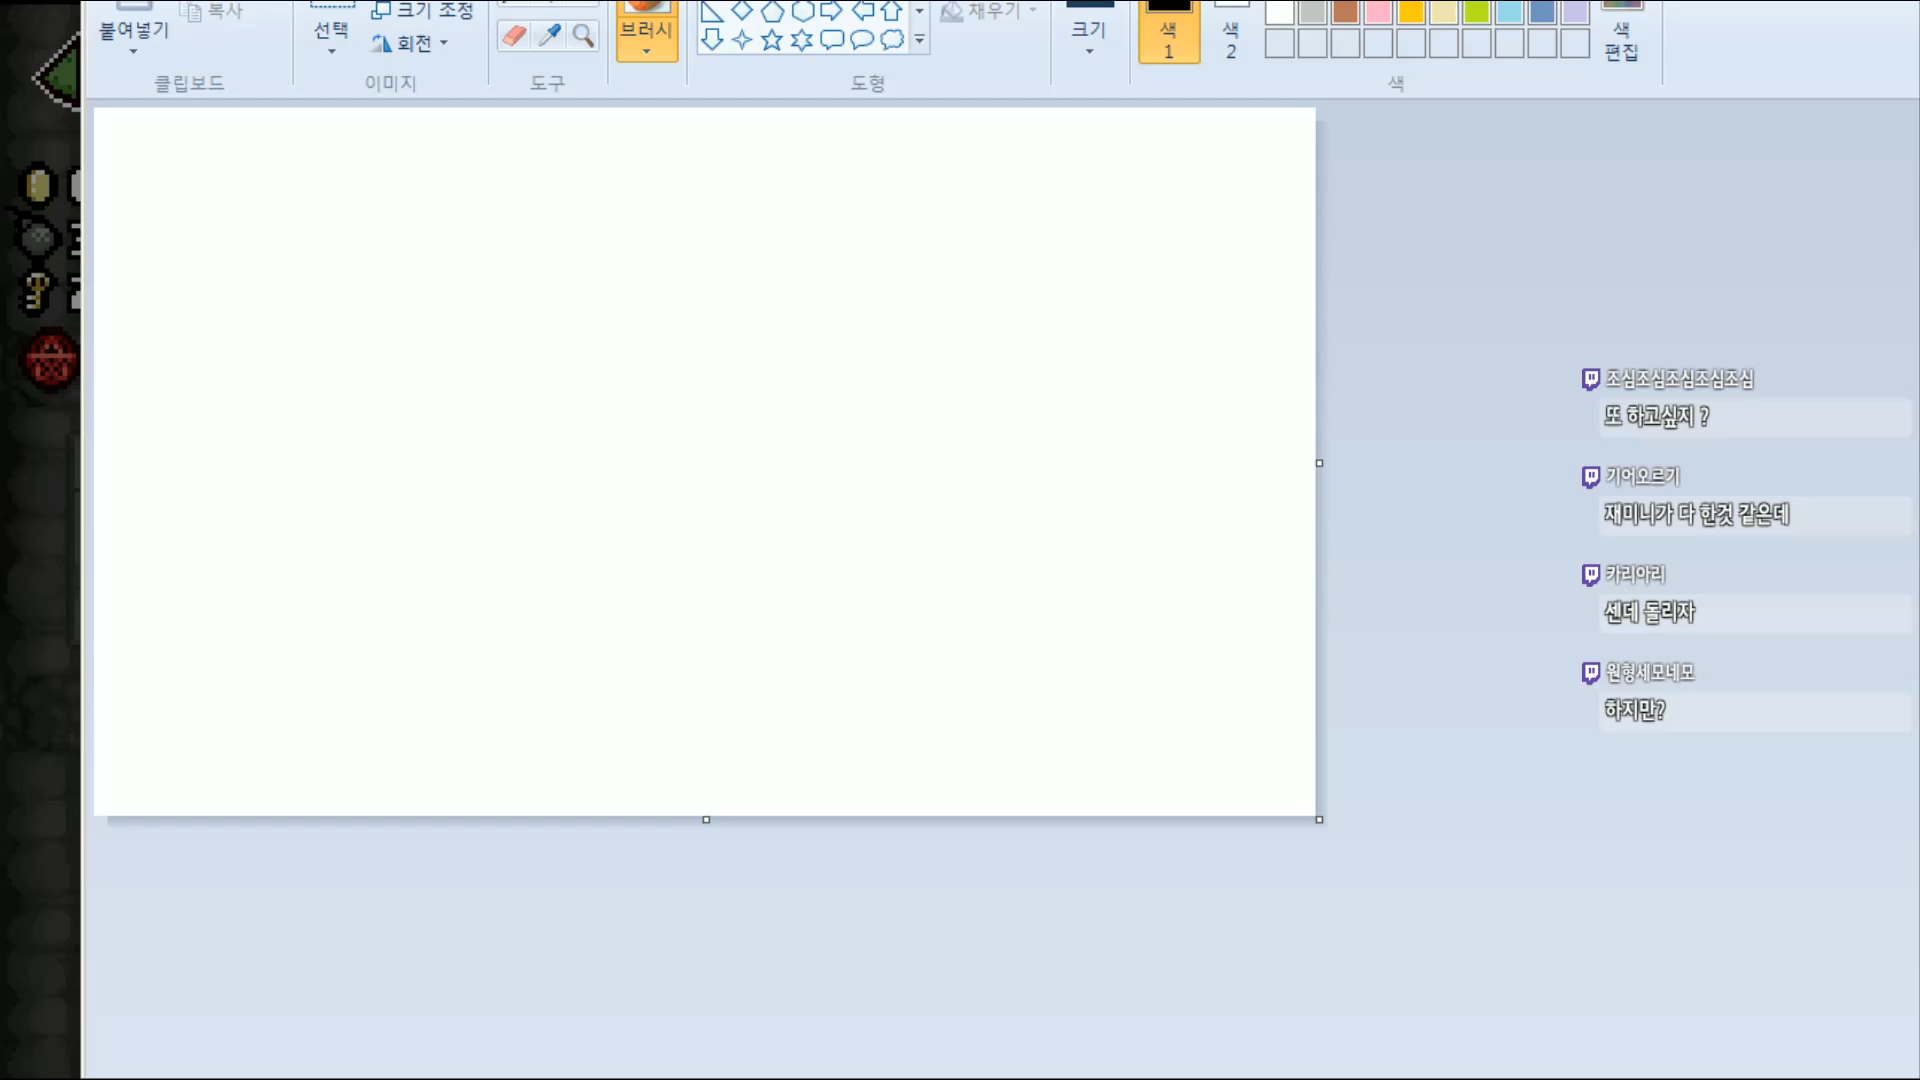 복사
크기 조정
붙여넣기
선택
회전
브러시
채우기
크기
색
1
색
2
색
편집
클립보드
이미지
도구
도형
색
조심조심조심조심조심
또 하고싶지 ?
기어오르기
재미니가 다 한것 같은데
카리아리
센데 돌리자
원형세모네모
하지만?